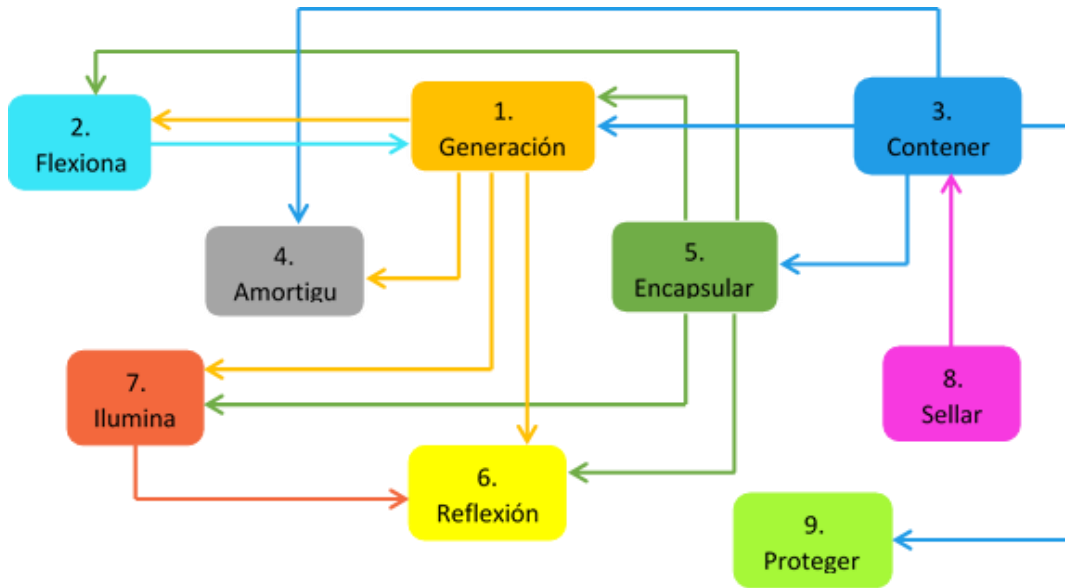 1.
Generación
2.
Flexiona
3.
Contener
4.
Amortigu
5.
Encapsular
6.
Reflexión
7.
Ilumina
8.
Sellar
9.
Proteger